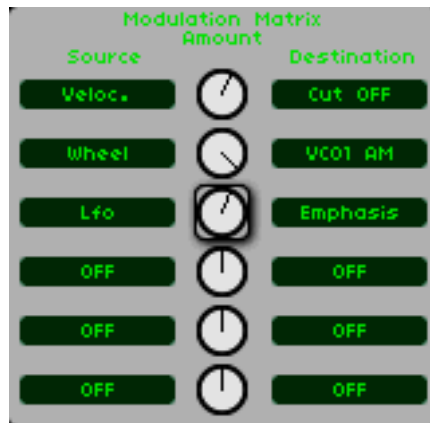 Modulation Matrix
Amount
Source Destination
Veloc. Cut OFF
Wheel VCO1 AM
Lfo Emphasis
OFF OFF
OFF OFF
OFF OFF